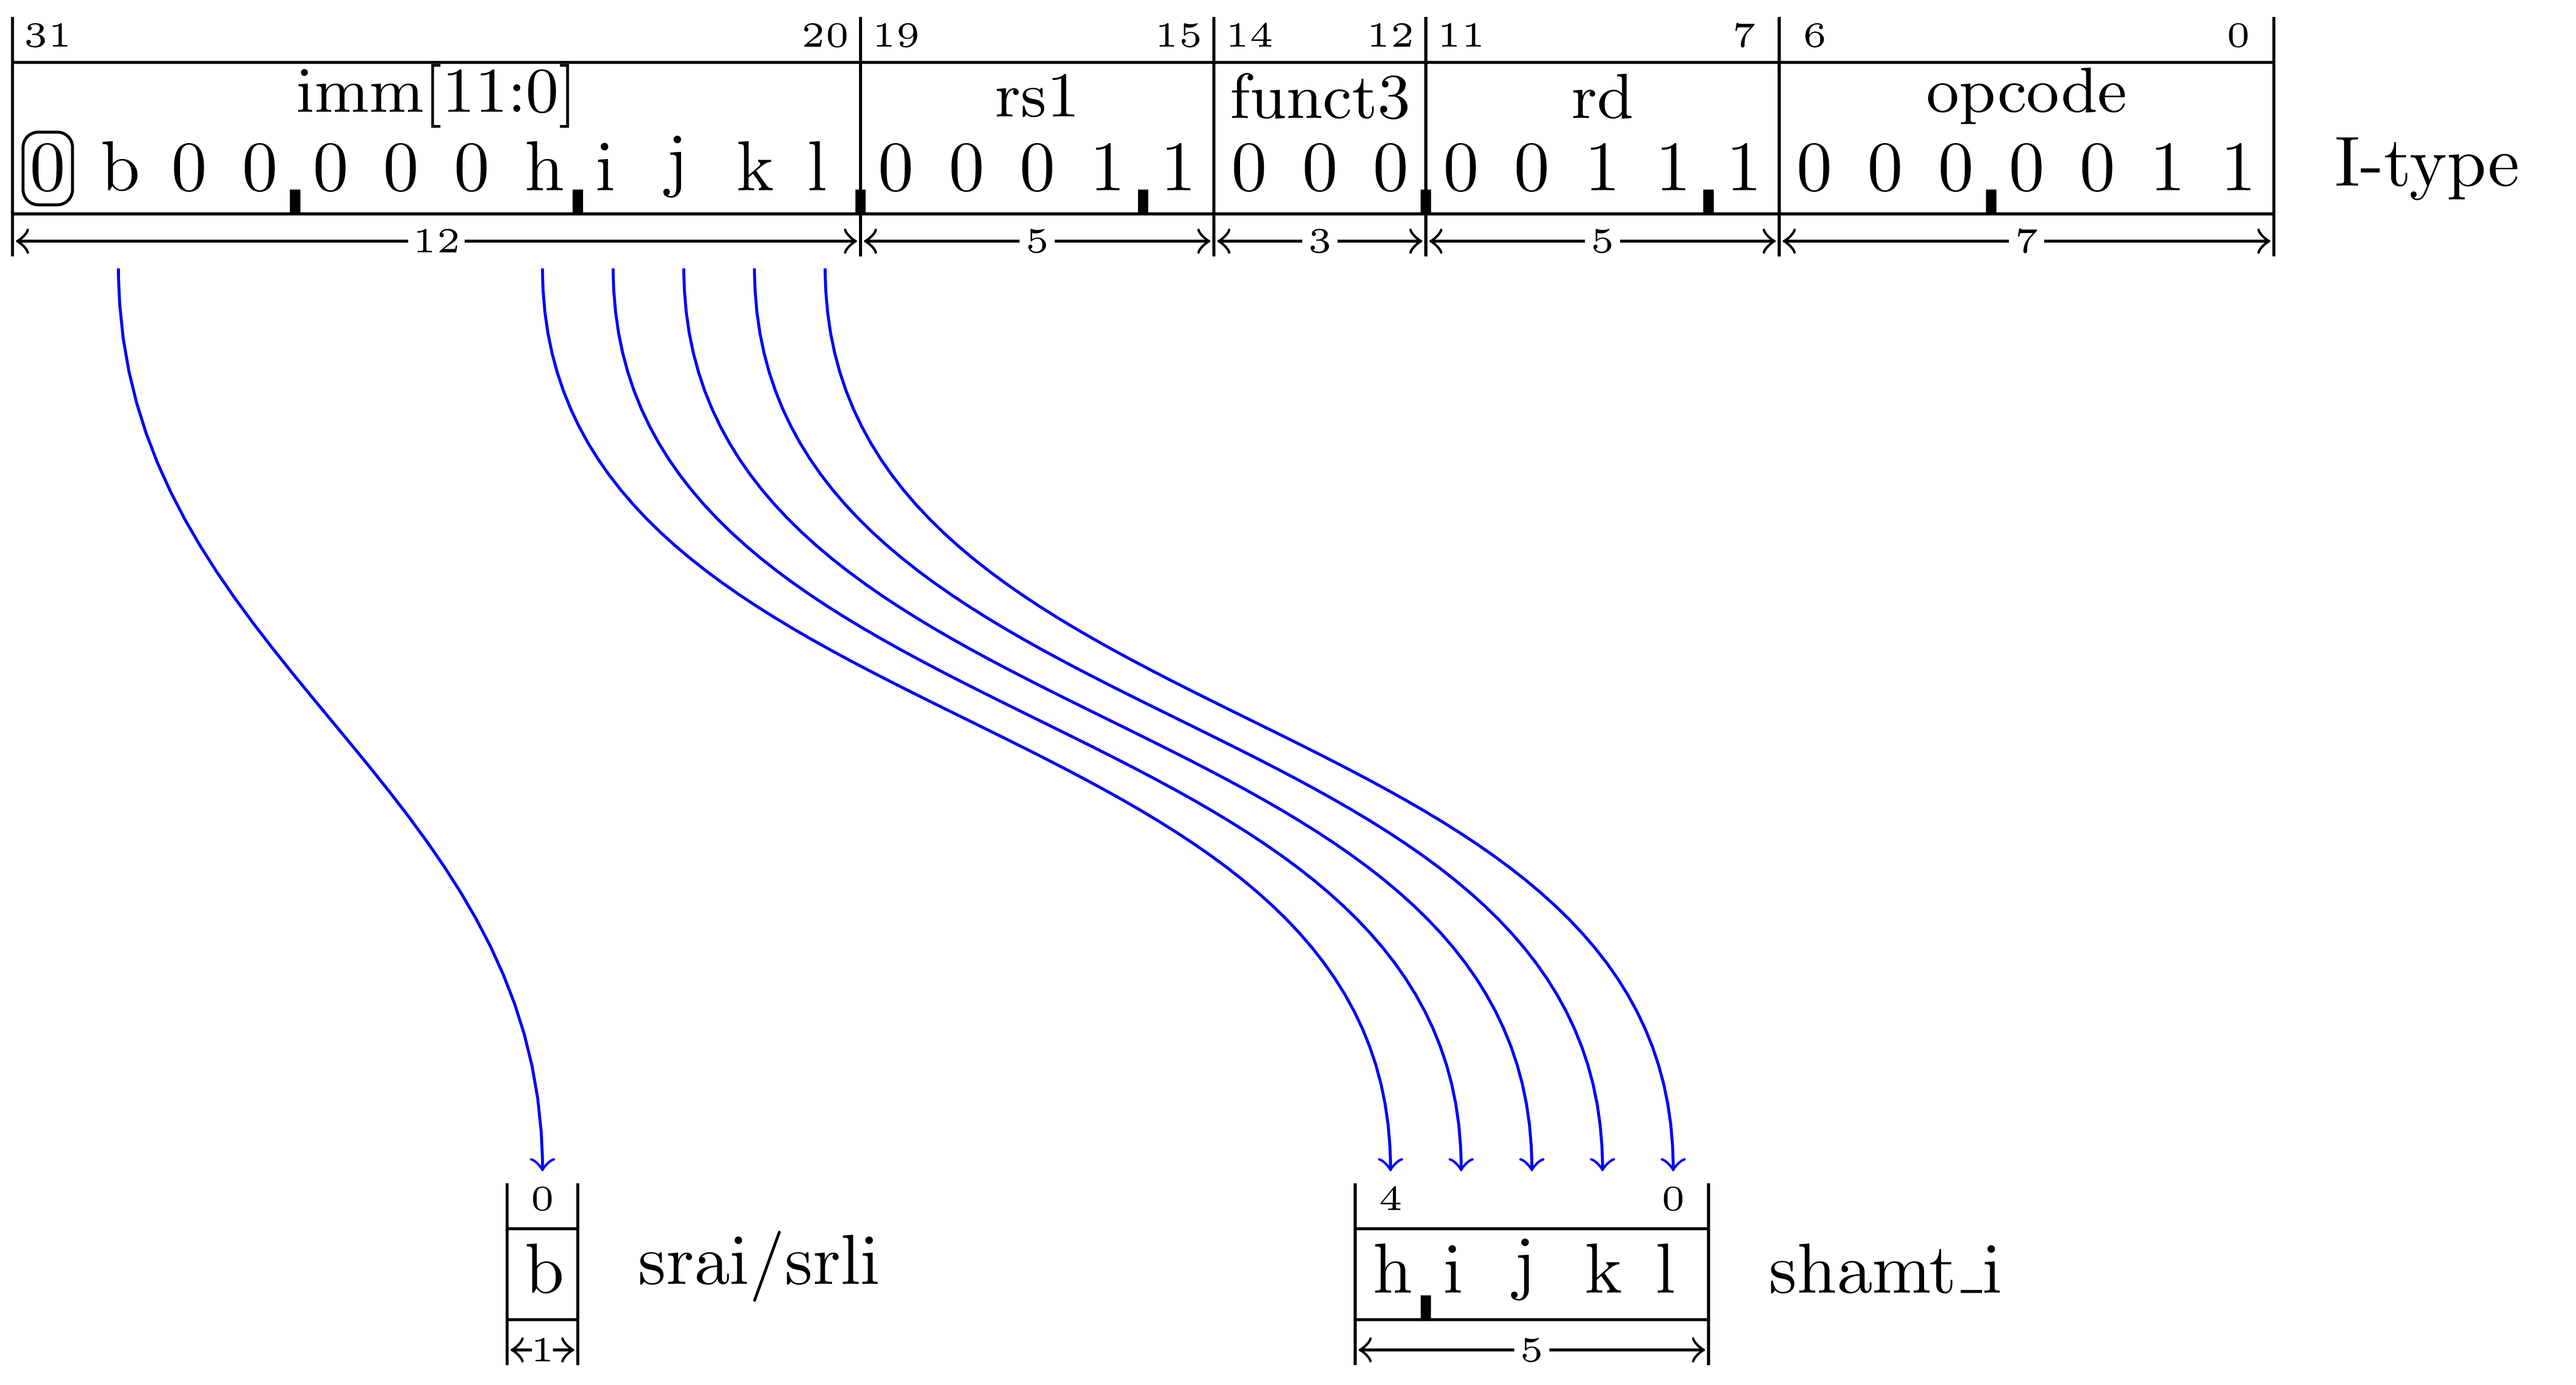 31 20 19 15 14 12 11 7 6 0
imm[11:0] rs1 funct3 rd opcode
0 b 0 0 0 0 0 h i j k l 0 0 0 1 1 0 0 0 0 0 1 1 1 0 0 0 0 0 1 1 I-type
12 5 3 5 7
0 4 0
b srai/srli h i j k l shamt_i
1 5